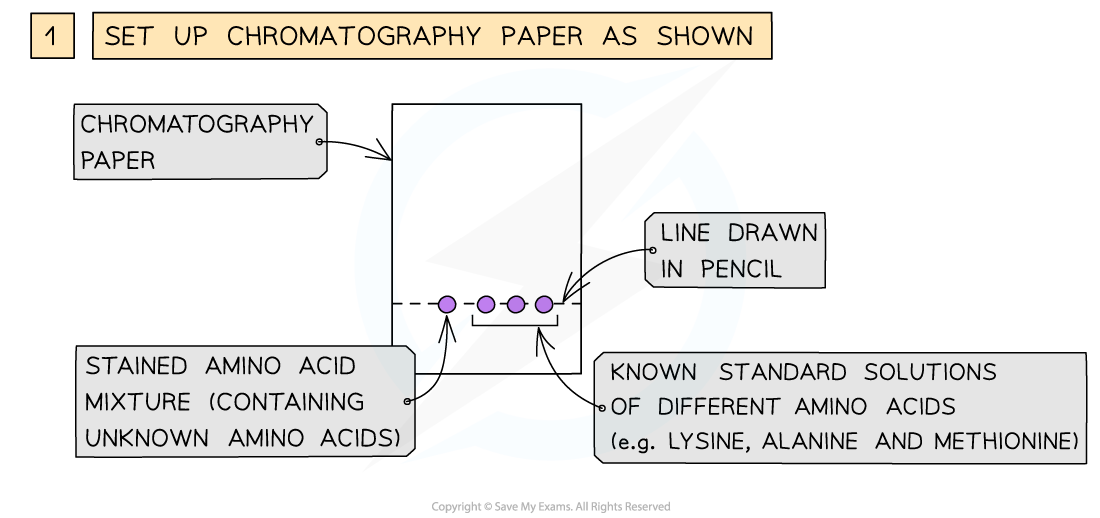 1 SET UP CHROMATOGRAPHY PAPER AS SHOWN
CHROMATOGRAPHY
PAPER
LINE DRAWN
IN PENCIL
STAINED AMINO ACID
MIXTURE (CONTAINING
UNKNOWN AMINO ACIDS)
KNOWN STANDARD SOLUTIONS
OF DIFFERENT AMINO ACIDS
(e.g. LYSINE, ALANINE AND METHIONINE)
Copyright © Save My Exams. All Rights Reserved